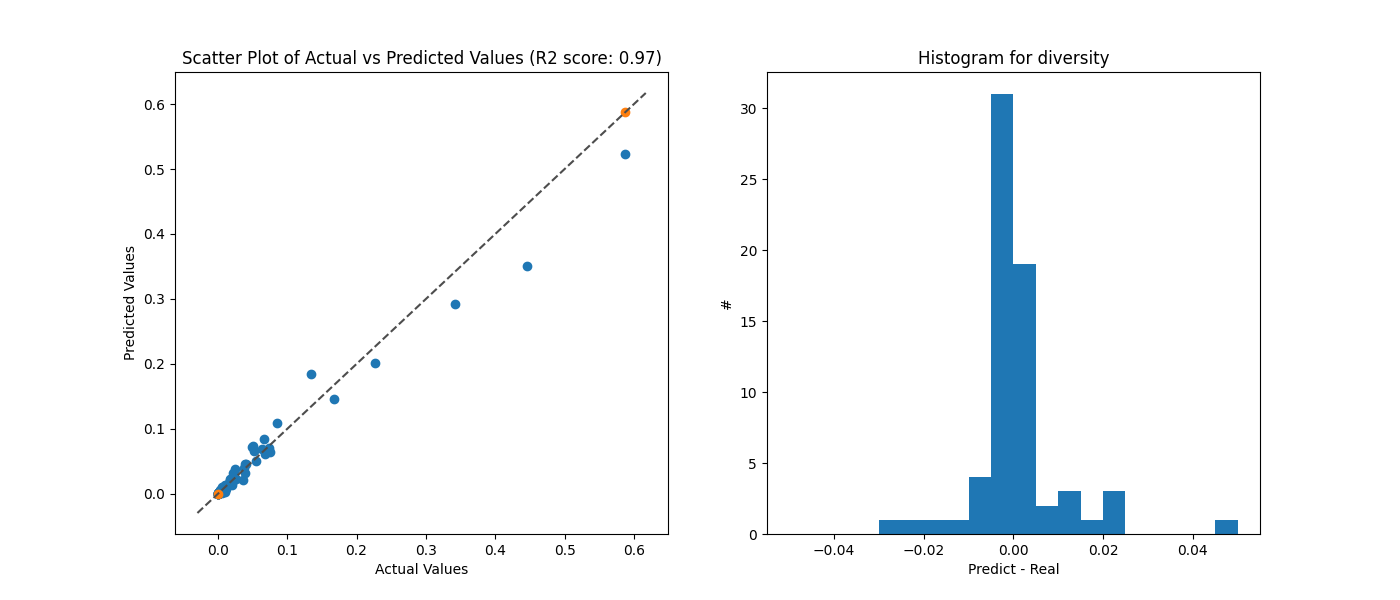 Scatter Plot of Actual vs Predicted Values (R2 score: 0.97)
0.6
0.5
0.4
0.3
0.2
0.1
0.0
Predicted Values
0.0 0.1 0.2 0.3 0.4 0.5 0.6
Actual Values
Histogram for diversity
30
25
20
15
10
5
0
#
−0.04 −0.02 0.00 0.02 0.04
Predict - Real